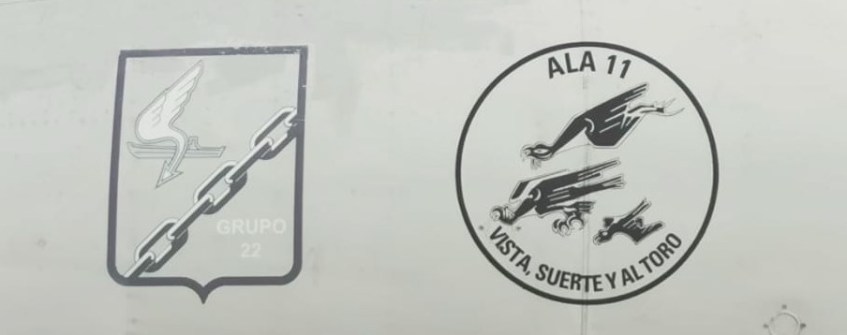 GRUPO
22
ALA 11
VISTA, SUERTE Y AL TORO